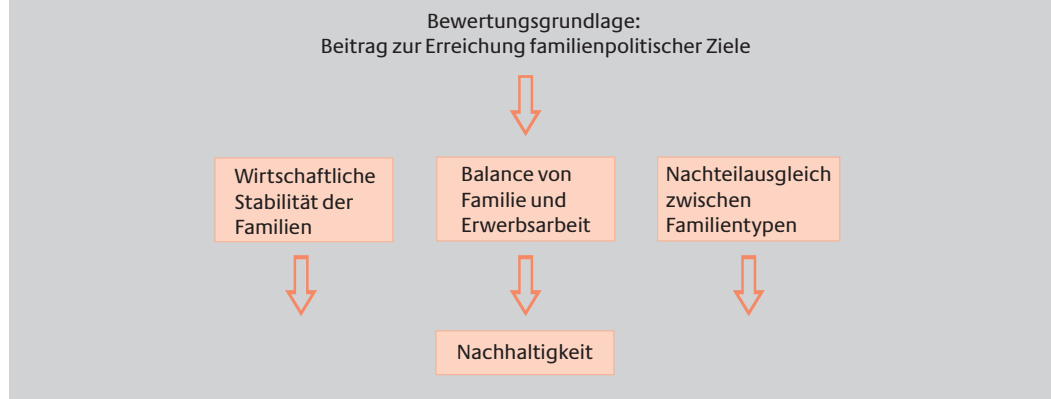 Bewertungsgrundlage:
Beitrag zur Erreichung familienpolitischer Ziele
Wirtschaftliche
Stabilität der
Familien
Balance von
Familie und
Erwerbsarbeit
Nachteilausgleich
zwischen
Familientypen
Nachhaltigkeit